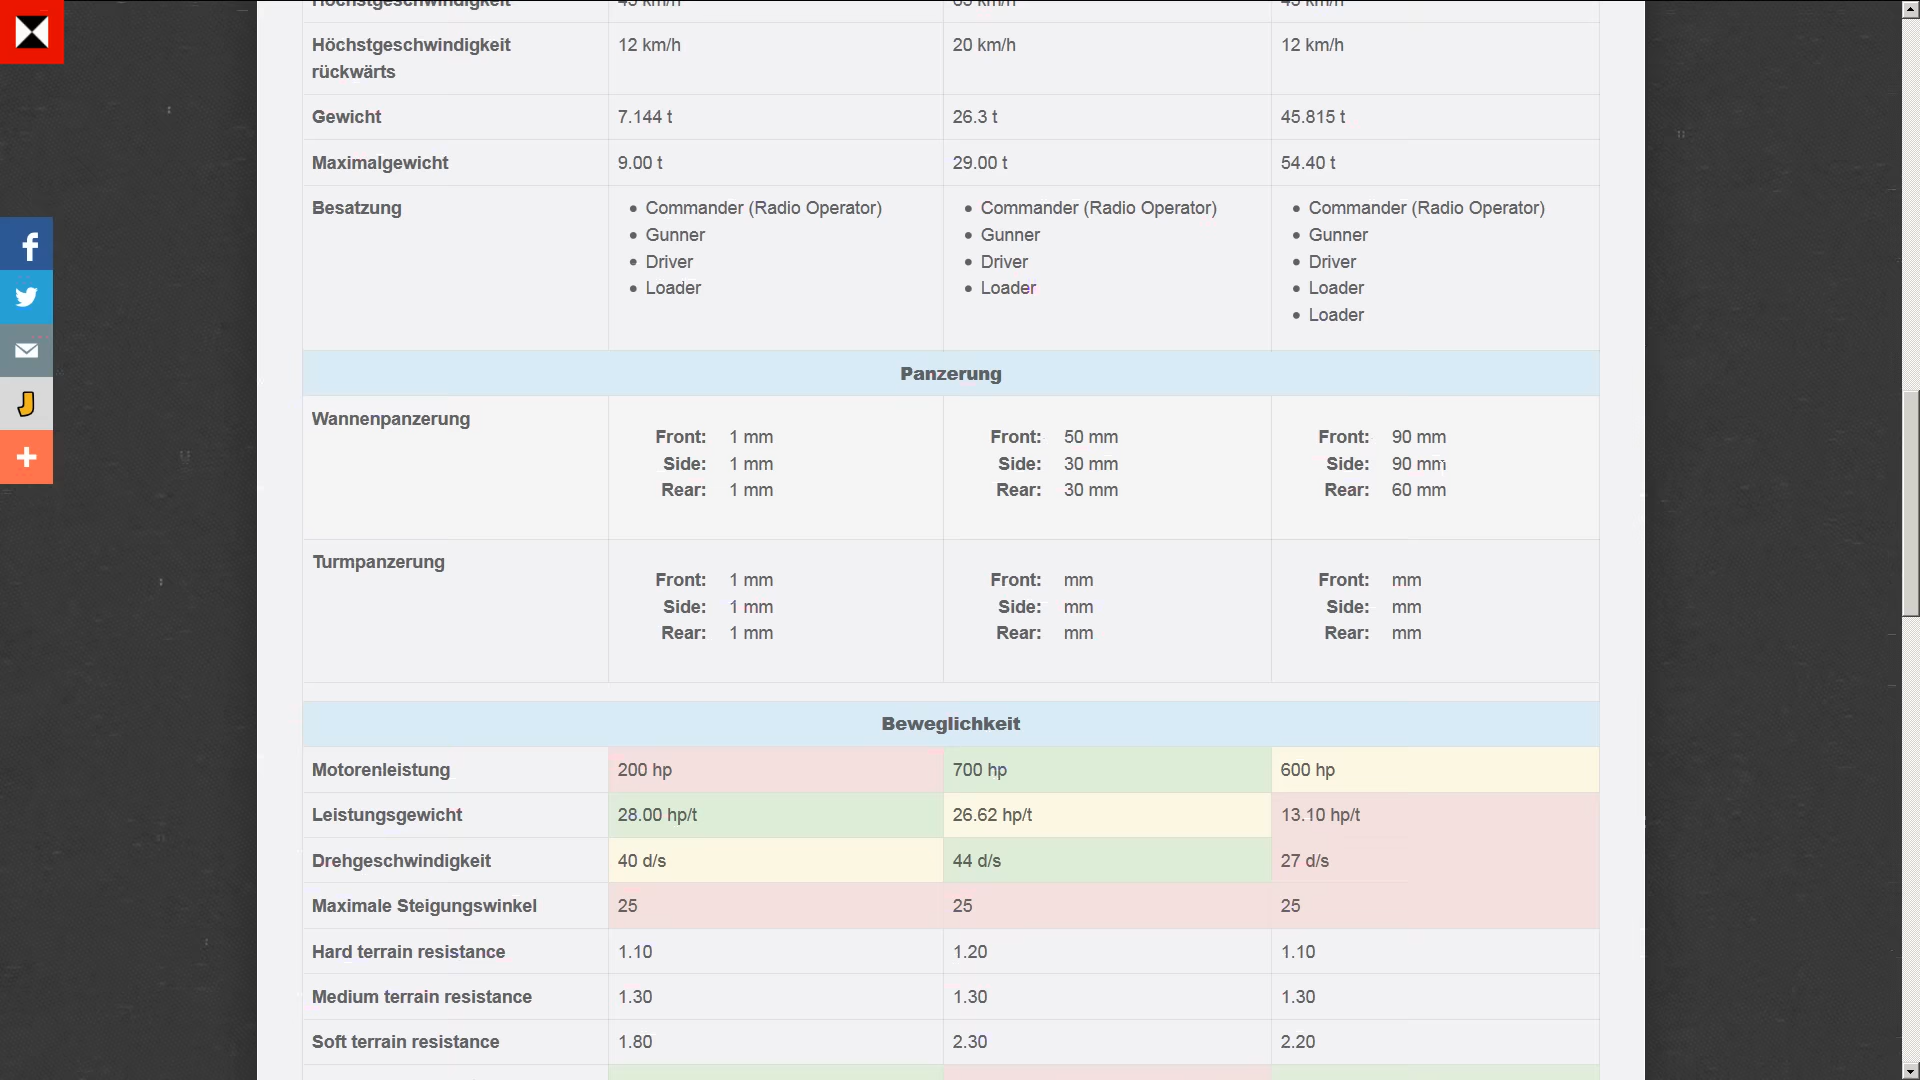 Höchstgeschwindigkeit 45 km/h 65 km/h 45 km/h
Höchstgeschwindigkeit 12 km/h 20 km/h 12 km/h
rückwärts
Gewicht 7.144 t 26.3 t 45.815 t
Maximalgewicht 9.00 t 29.00 t 54.40 t
Besatzung • Commander (Radio Operator) • Commander (Radio Operator) • Commander (Radio Operator)
• Gunner • Gunner • Gunner
• Driver • Driver • Driver
• Loader • Loader • Loader
• Loader
Panzerung
Wannenpanzerung
Front: 1 mm Front: 50 mm Front: 90 mm
Side: 1 mm Side: 30 mm Side: 90 mm
Rear: 1 mm Rear: 30 mm Rear: 60 mm
Turmpanzerung
Front: 1 mm Front: mm Front: mm
Side: 1 mm Side: mm Side: mm
Rear: 1 mm Rear: mm Rear: mm
Beweglichkeit
Motorenleistung 200 hp 700 hp 600 hp
Leistungsgewicht 28.00 hp/t 26.62 hp/t 13.10 hp/t
Drehgeschwindigkeit 40 d/s 44 d/s 27 d/s
Maximale Steigungswinkel 25 25 25
Hard terrain resistance 1.10 1.20 1.10
Medium terrain resistance 1.30 1.30 1.30
Soft terrain resistance 1.80 2.30 2.20